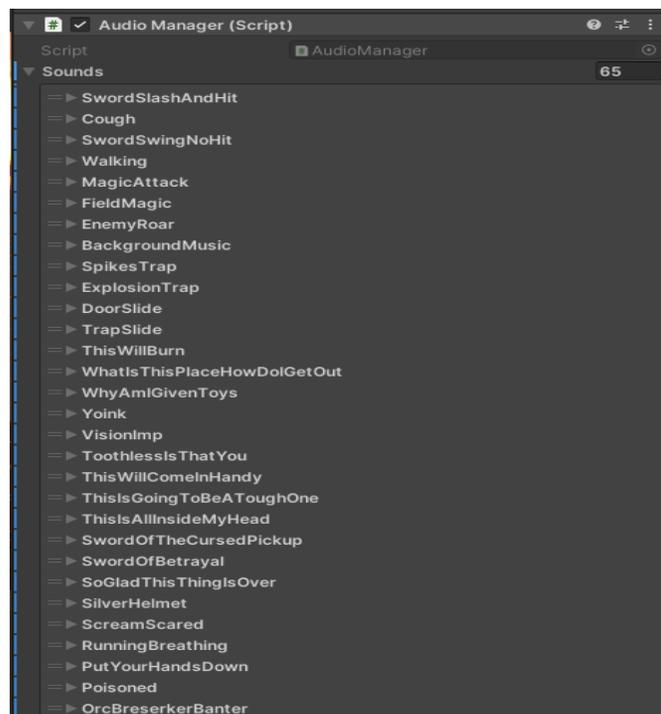 # Audio Manager (Script)
Script AudioManager
Sounds 65
SwordSlashAndHit
Cough
SwordSwingNoHit
Walking
MagicAttack
FieldMagic
EnemyRoar
BackgroundMusic
SpikesTrap
ExplosionTrap
DoorSlide
TrapSlide
ThisWillBurn
WhatIsThisPlaceHowDoIGetOut
WhyAmIGivenToys
Yoink
VisionImp
ToothlessIsThatYou
ThisWillComeInHandy
ThisIsGoingToBeAToughOne
ThisIsAllInsideMyHead
SwordOfTheCursedPickup
SwordOfBetrayal
SoGladThisThingIsOver
SilverHelmet
ScreamScared
RunningBreathing
PutYourHandsDown
Poisoned
OrcBreserkerBanter